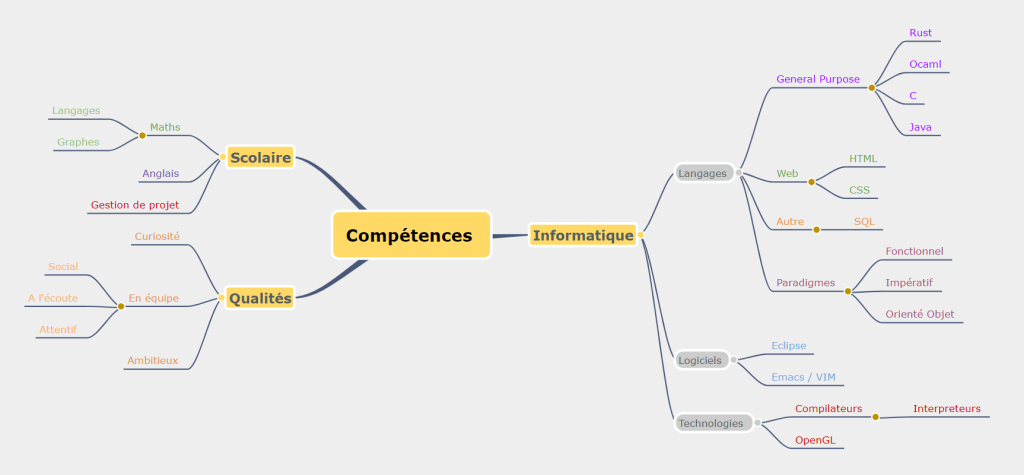 Compétences
Scolaire
Maths
Langages
Graphes
Anglais
Gestion de projet
Qualités
Curiosité
En équipe
Social
A l'écoute
Attentif
Ambitieux
Informatique
Langages
General Purpose
Rust
Ocaml
C
Java
Web
HTML
CSS
Autre
SQL
Paradigmes
Fonctionnel
Impératif
Orienté Objet
Logiciels
Eclipse
Emacs / VIM
Technologies
Compilateurs
Interpreteurs
OpenGL